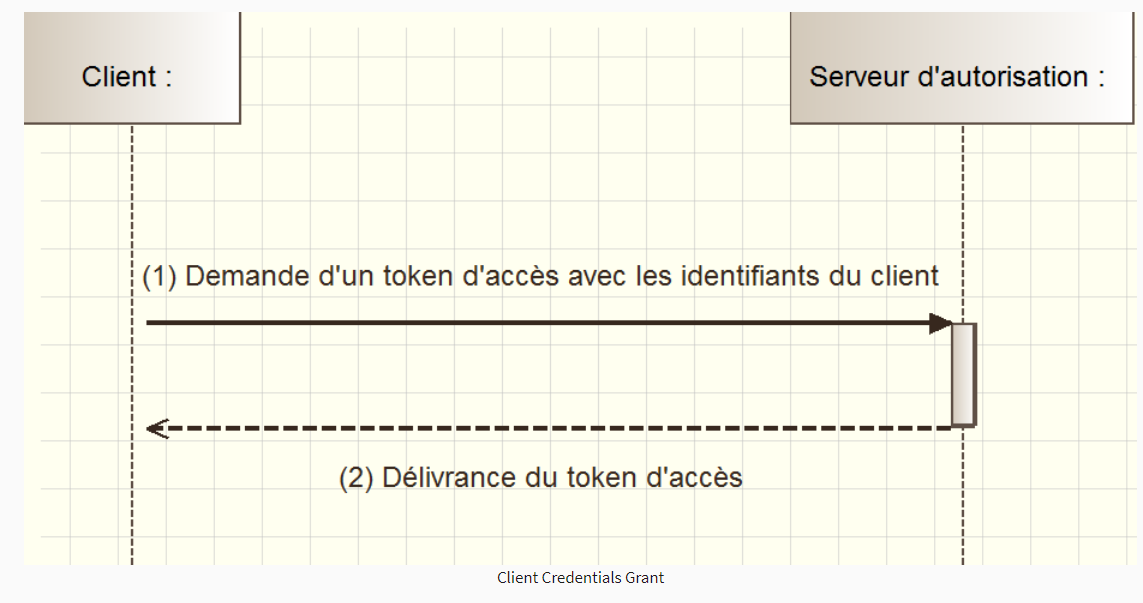 Client :
Serveur d'autorisation :
(1) Demande d'un token d'accès avec les identifiants du client
(2) Délivrance du token d'accès
Client Credentials Grant